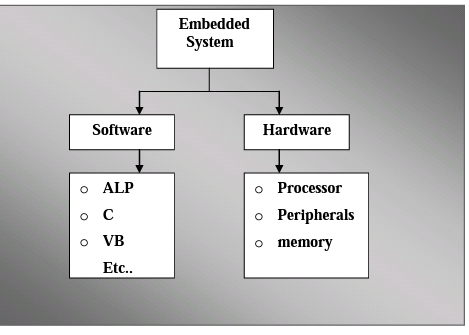 Embedded
System
Software
Hardware
ALP
C
VB
Etc..
Processor
Peripherals
memory